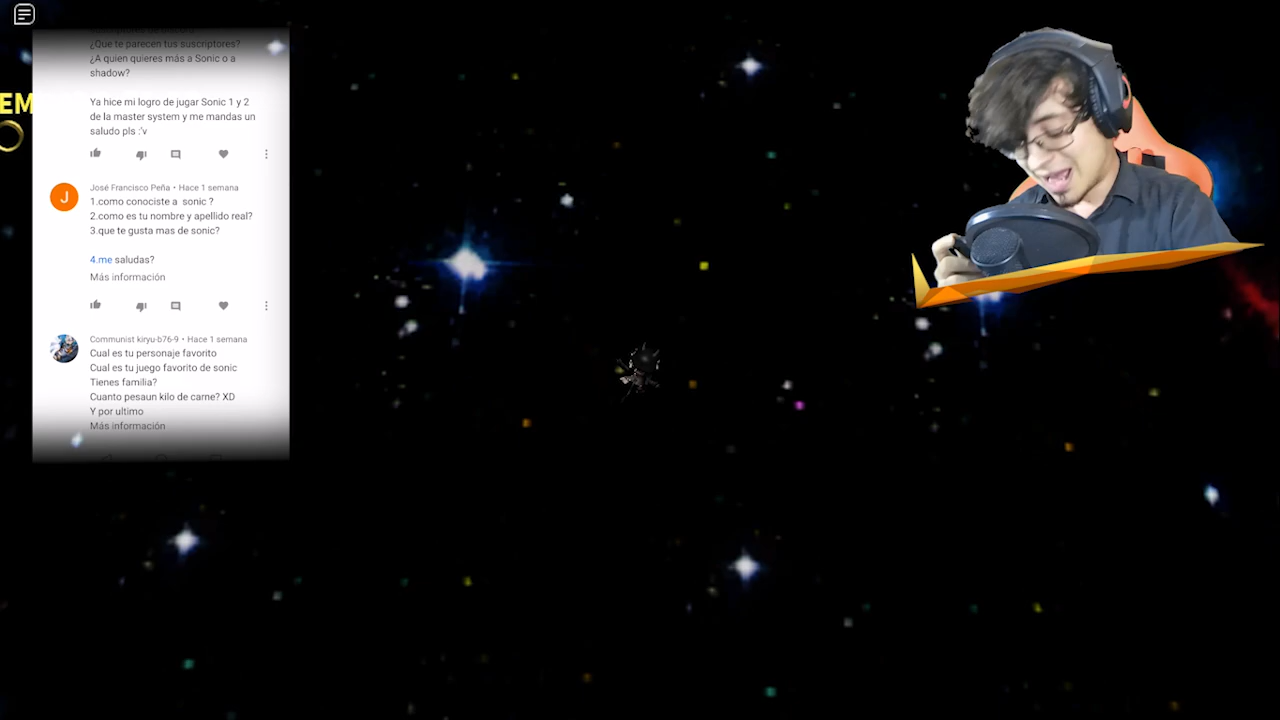 ¿Que te parecen tus suscriptores?
¿A quien quieres más a Sonic o a
shadow?
Ya hice mi logro de jugar Sonic 1 y 2
de la master system y me mandas un
saludo pls :'v
José Francisco Peña • Hace 1 semana
1.como conociste a sonic ?
2.como es tu nombre y apellido real?
3.que te gusta mas de sonic?
4.me saludas?
Más información
Communist kiryu-b76-9 • Hace 1 semana
Cual es tu personaje favorito
Cual es tu juego favorito de sonic
Tienes familia?
Cuanto pesaun kilo de carne? XD
Y por ultimo
Más información
EM
J